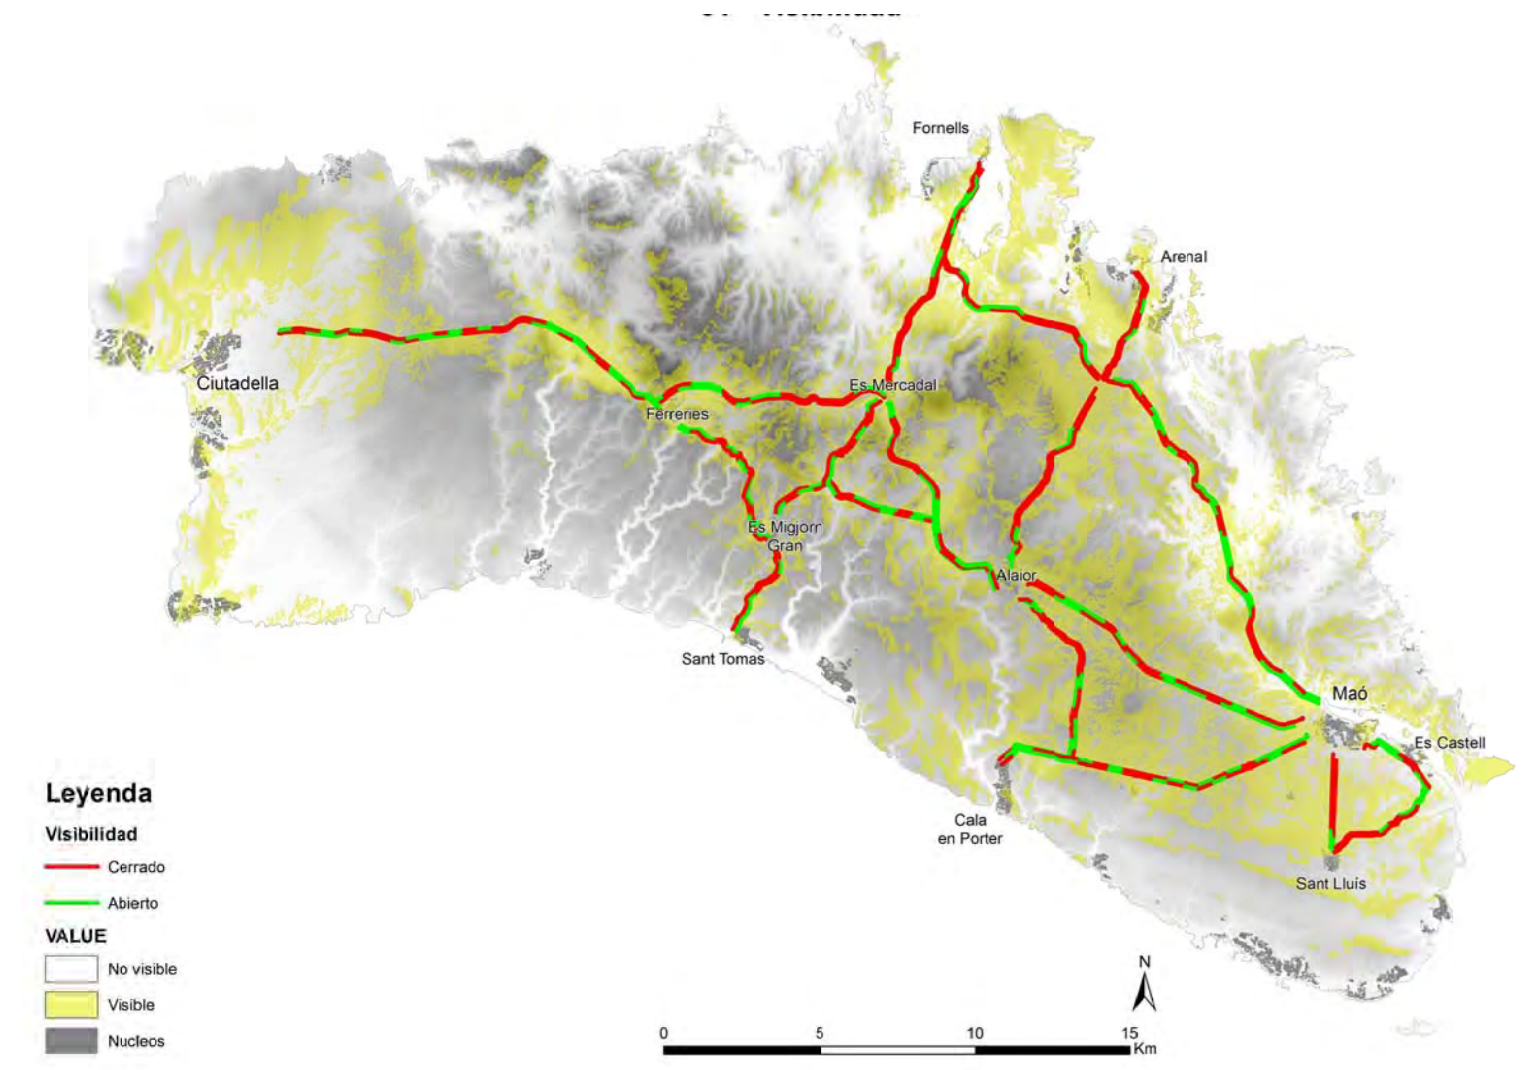 Fornells
Arenal
Es Mercadal
Ciutadella
Ferreries
Es Migjorn
Gran
Alaior
Sant Tomas
Maó
Es Castell
Cala
en Porter
Sant Lluís
Leyenda
Visibilidad
Cerrado
Abierto
VALUE
No visible
Visible
Nucleos
N
0 5 10 15
Km